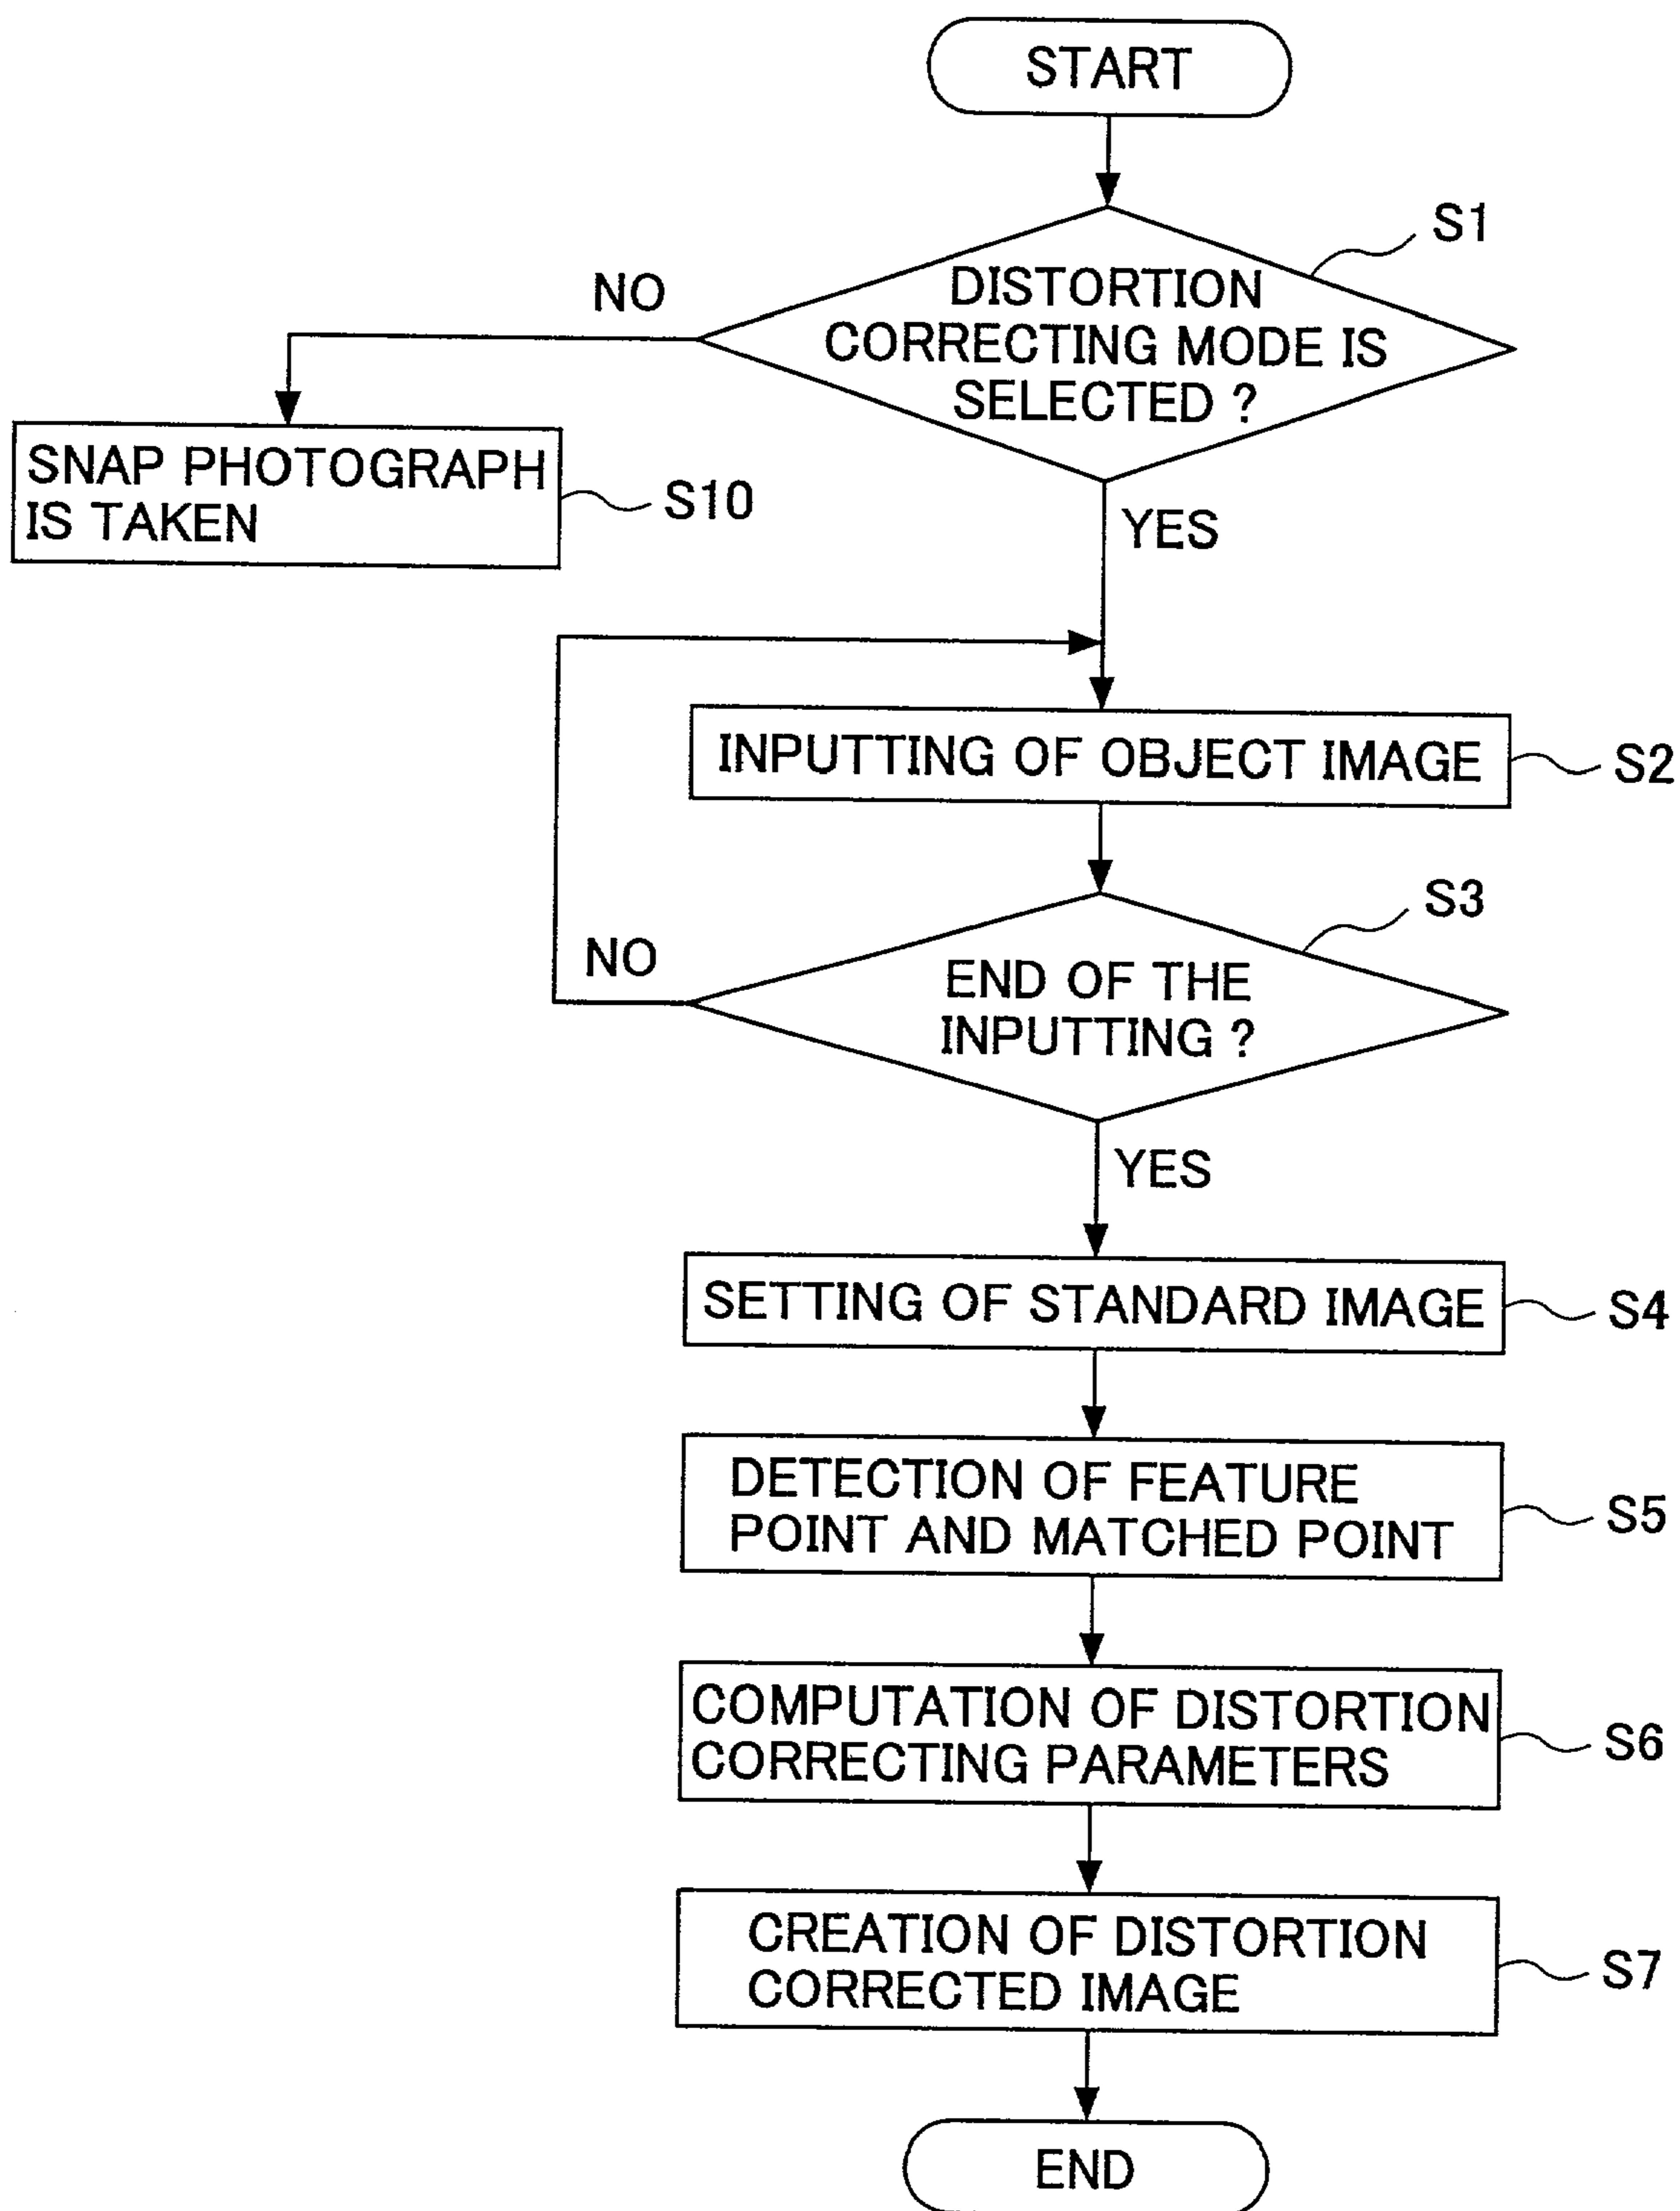 START
S1
NO
DISTORTION
CORRECTING MODE IS
SELECTED ?
SNAP PHOTOGRAPH
IS TAKEN
S10
YES
INPUTTING OF OBJECT IMAGE
S2
S3
NO
END OF THE
INPUTTING ?
YES
SETTING OF STANDARD IMAGE
S4
DETECTION OF FEATURE
POINT AND MATCHED POINT
S5
COMPUTATION OF DISTORTION
CORRECTING PARAMETERS
S6
CREATION OF DISTORTION
CORRECTED IMAGE
S7
END